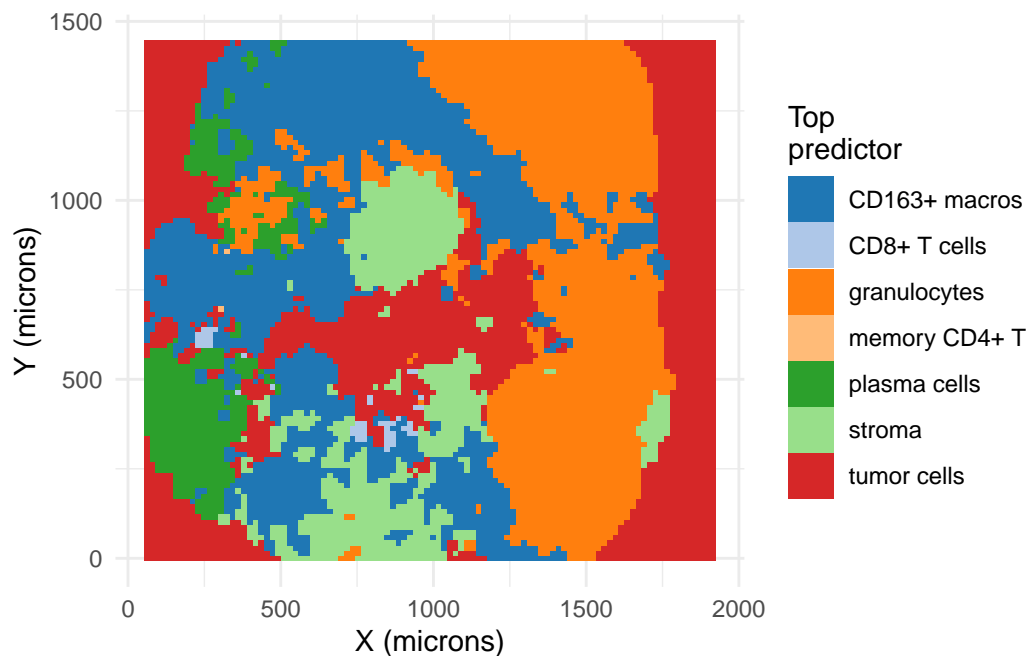 1500
1000
500
0
Y (microns)
0
500
1000
1500
2000
X (microns)
Top
predictor
CD163+ macros
CD8+ T cells
granulocytes
memory CD4+ T
plasma cells
stroma
tumor cells